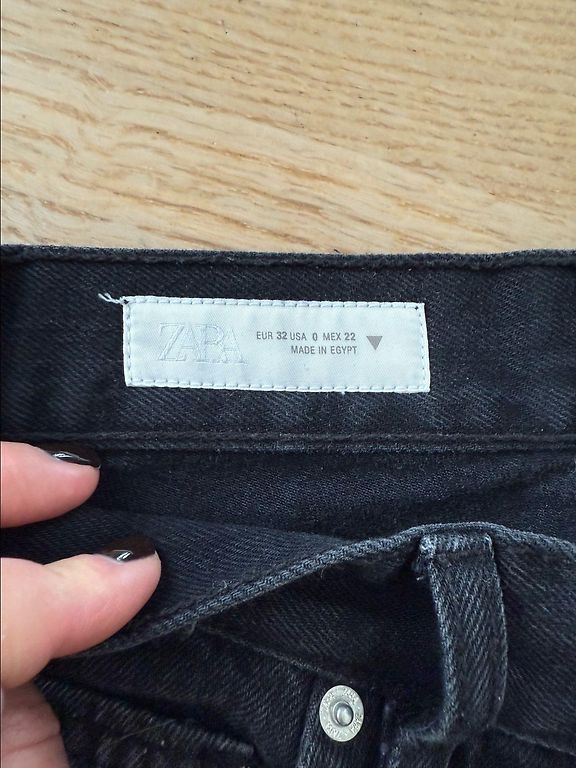 ZARA
EUR 32 USA 0 MEX 22
MADE IN EGYPT